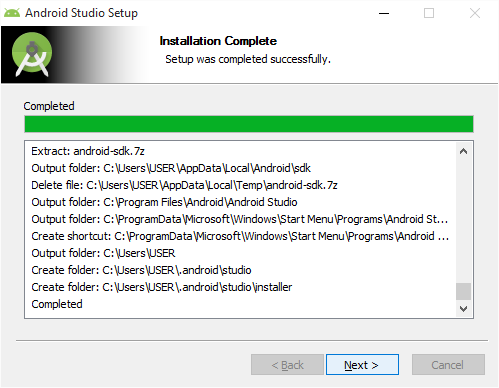 Android Studio Setup
Installation Complete
Setup was completed successfully.
Completed
Extract: android-sdk.7z
Output folder: C:\Users\USER\AppData\Local\Android\sdk
Delete file: C:\Users\USER\AppData\Local\Temp\android-sdk.7z
Output folder: C:\Program Files\Android\Android Studio
Output folder: C:\ProgramData\Microsoft\Windows\Start Menu\Programs\Android St...
Create shortcut: C:\ProgramData\Microsoft\Windows\Start Menu\Programs\Android ...
Output folder: C:\Users\USER
Create folder: C:\Users\USER\.android\studio
Create folder: C:\Users\USER\.android\studio\installer
Completed
< Back Next > Cancel